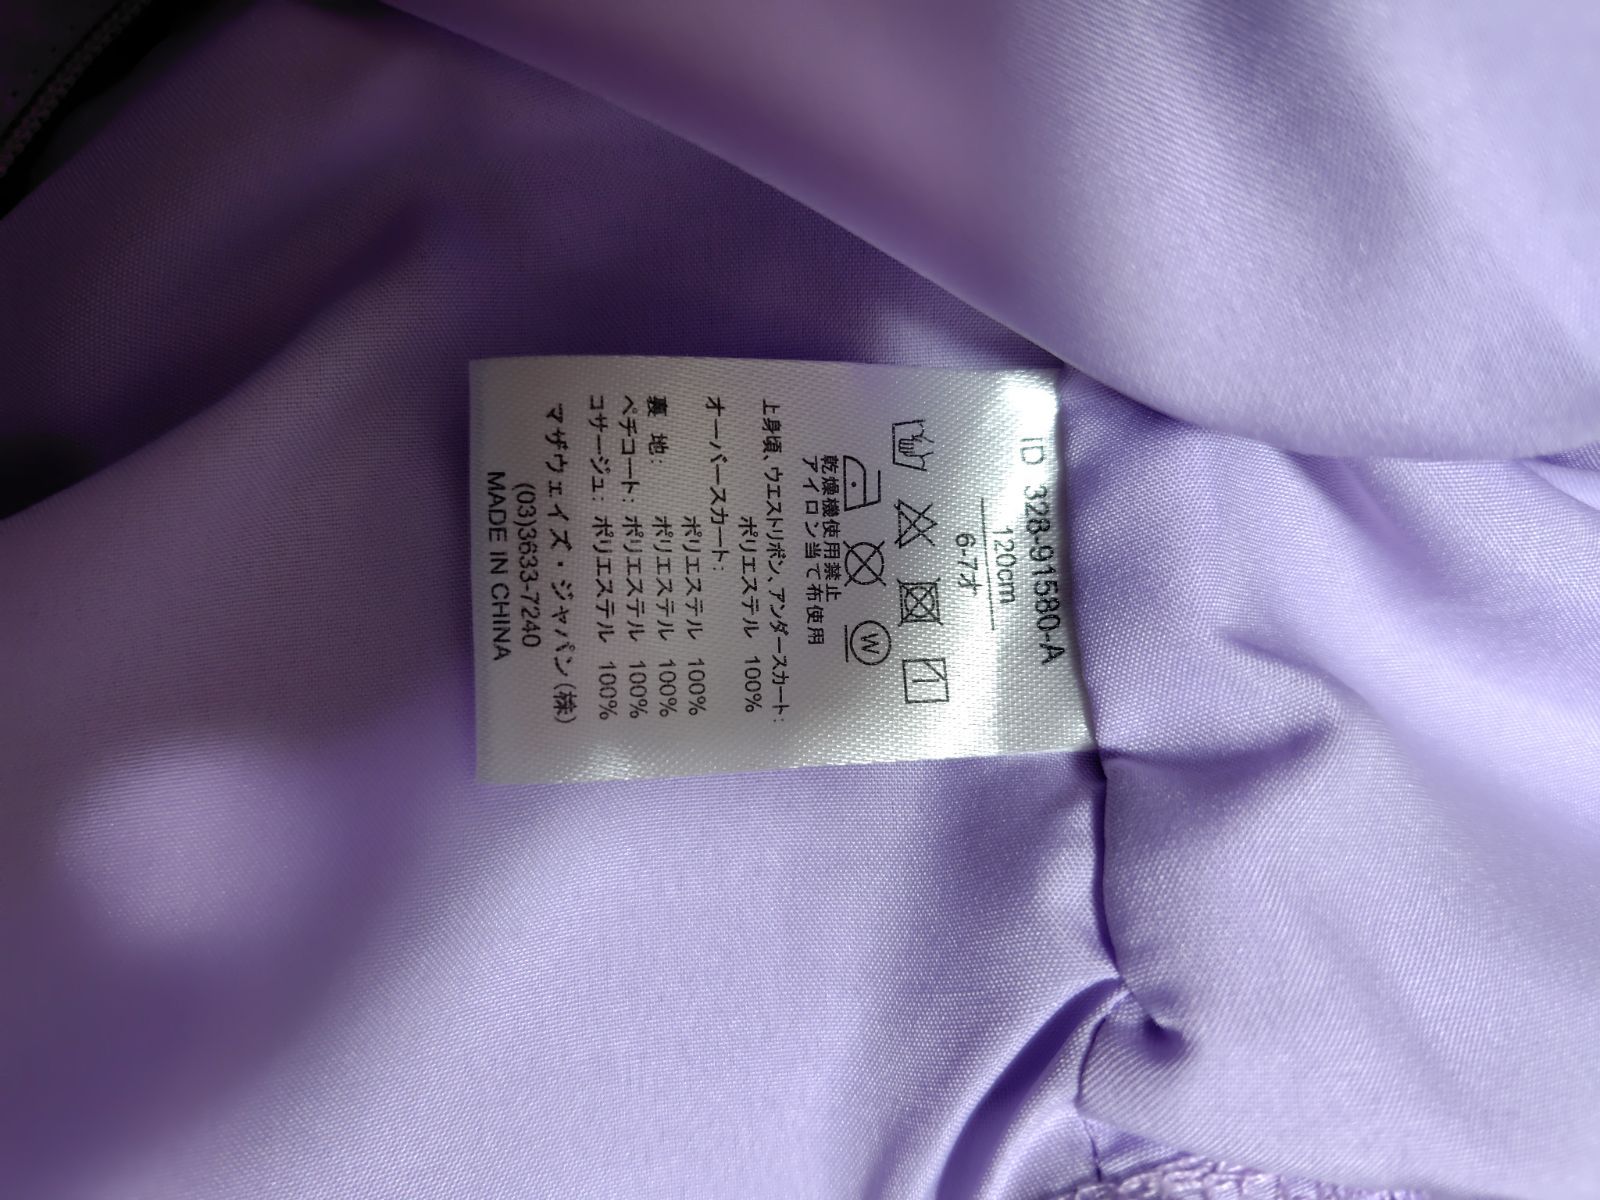 ID 328-91580-A
120cm
6-7才
W
乾燥機使用禁止
アイロン当て布使用
上身頃、ウエストリボン、アンダースカート:
ポリエステル 100%
オーバースカート:
ポリエステル 100%
裏 地: ポリエステル 100%
ペチコート: ポリエステル 100%
コサージュ: ポリエステル 100%
マザウェイズ・ジャパン(株)
(03)3633-7240
MADE IN CHINA